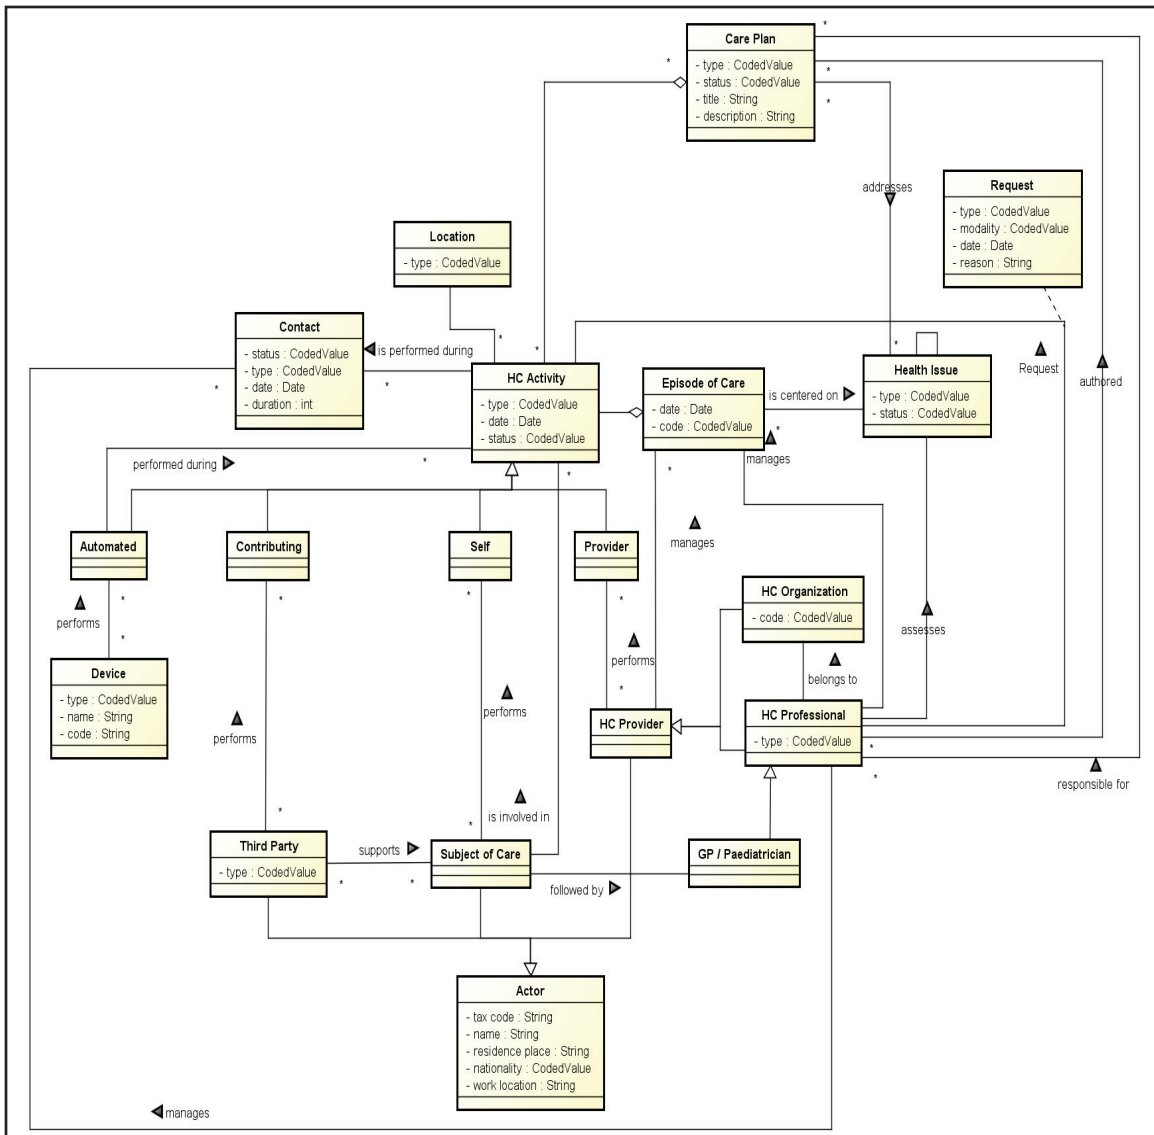 Care Plan
- type : CodedValue
- status : CodedValue
- title : String
- description : String
*
*
*
*
addresses
Request
- type : CodedValue
- modality : CodedValue
- date : Date
- reason : String
Location
- type : CodedValue
Contact
- status : CodedValue
- type : CodedValue
- date : Date
- duration : int
is performed during
*
*
*
*
*
*
HC Activity
- type : CodedValue
- date : Date
- status : CodedValue
Episode of Care
- date : Date
- code : CodedValue
is centered on
Health Issue
- type : CodedValue
- status : CodedValue
Request
authored
performed during
*
*
*
*
manages
manages
Automated
Contributing
Self
Provider
*
*
*
*
performs
*
Device
- type : CodedValue
- name : String
- code : String
performs
performs
performs
*
HC Organization
- code : CodedValue
belongs to
assesses
HC Provider
HC Professional
- type : CodedValue
*
*
responsible for
is involved in
*
*
Third Party
- type : CodedValue
supports
*
*
Subject of Care
followed by
GP / Paediatrician
Actor
- tax code : String
- name : String
- residence place : String
- nationality : CodedValue
- work location : String
manages